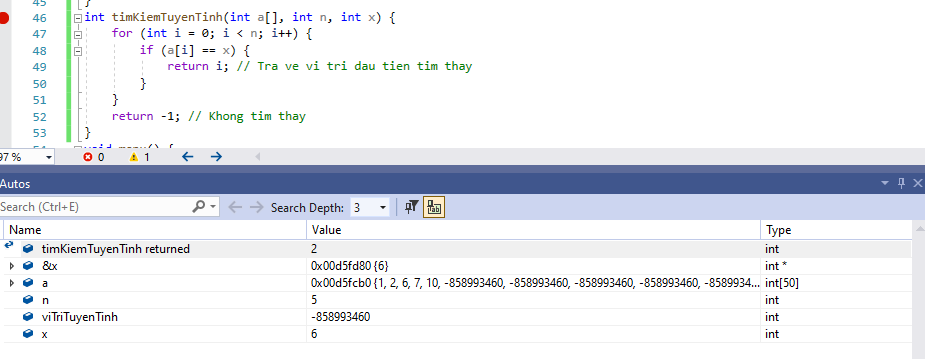 45 }
46 int timKiemTuyenTinh(int a[], int n, int x) {
47 for (int i = 0; i < n; i++) {
48 if (a[i] == x) {
49 return i; // Tra ve vi tri dau tien tim thay
50 }
51 }
52 return -1; // Khong tim thay
53 }
97 % 0 1
Autos
Search (Ctrl+E) Search Depth: 3
Name Value Type
timKiemTuyenTinh returned 2 int
&x 0x00d5fd80 {6} int *
a 0x00d5fcb0 {1, 2, 6, 7, 10, -858993460, -858993460, -858993460, -858993460, -8589934... int[50]
n 5 int
viTriTuyenTinh -858993460 int
x 6 int